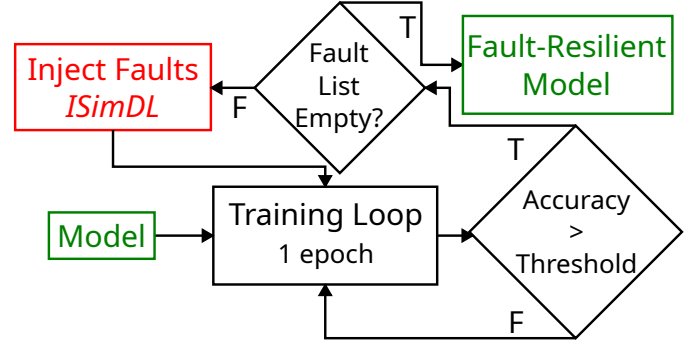 T
Fault-Resilient
Model
Inject Faults
ISimDL
Fault
List
Empty?
F
T
Accuracy
>
Threshold
Training Loop
1 epoch
Model
F